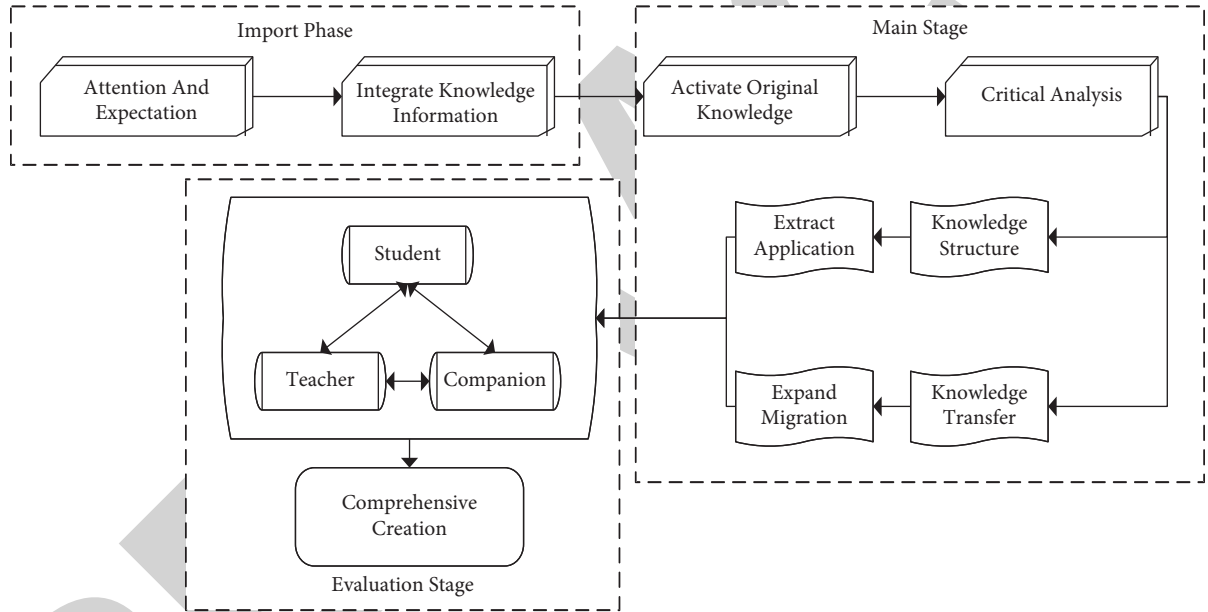 Import Phase
Attention And
Expectation
Integrate Knowledge
Information
Main Stage
Activate Original
Knowledge
Critical Analysis
Extract
Application
Knowledge
Structure
Expand
Migration
Knowledge
Transfer
Student
Teacher
Companion
Comprehensive
Creation
Evaluation Stage